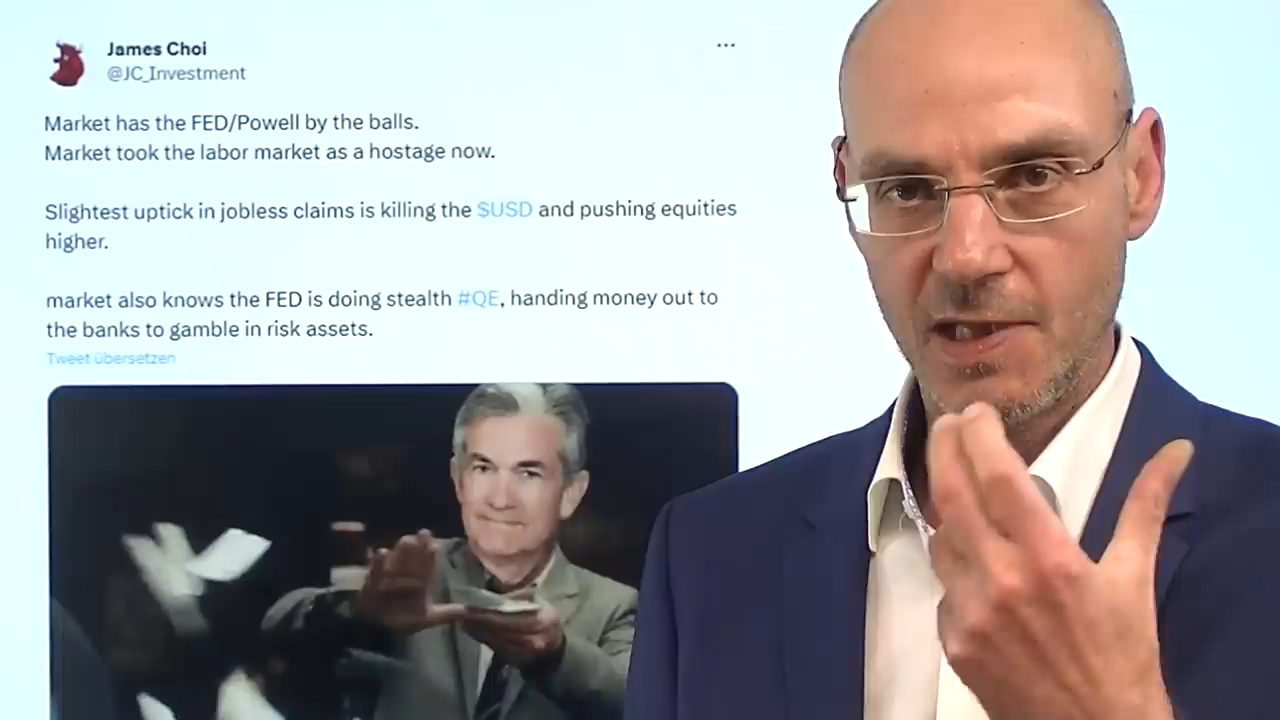 James Choi
@JC_Investment
...
Market has the FED/Powell by the balls.
Market took the labor market as a hostage now.
Slightest uptick in jobless claims is killing the $USD and pushing equities
higher.
market also knows the FED is doing stealth #QE, handing money out to
the banks to gamble in risk assets.
Tweet übersetzen